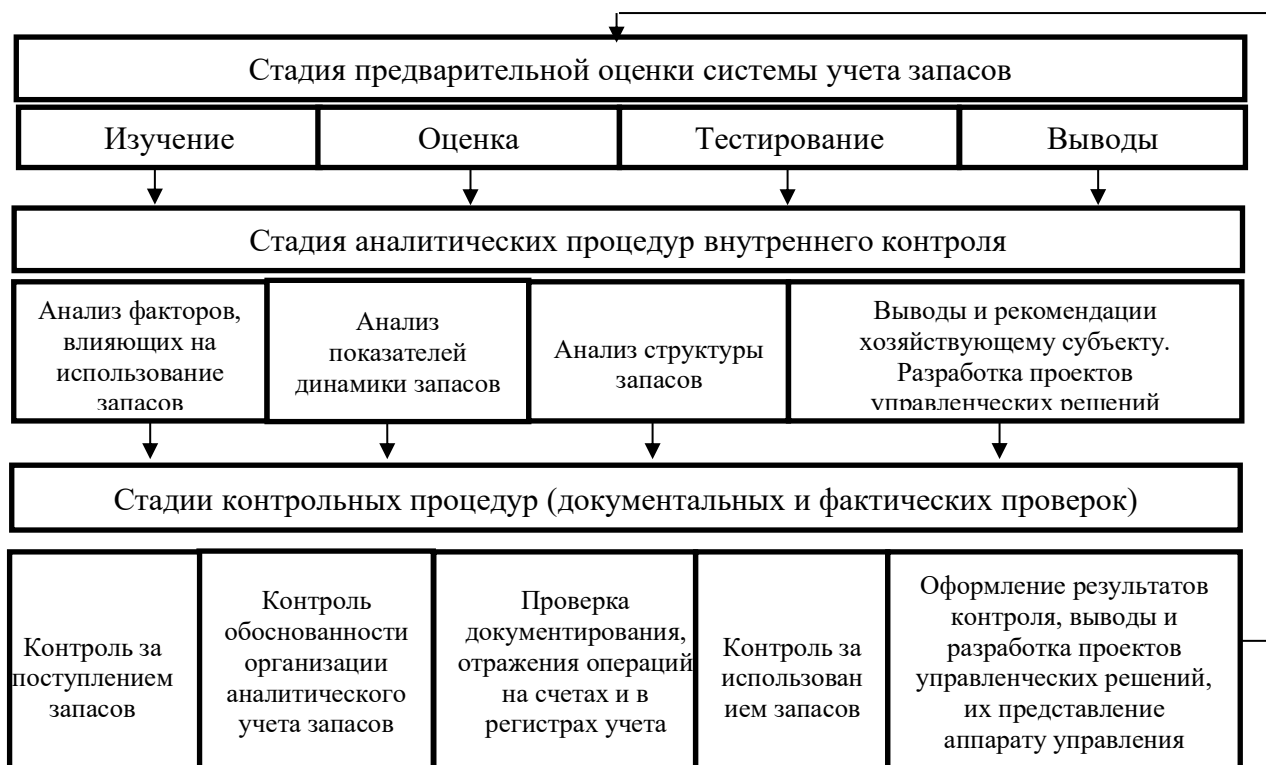 Стадия предварительной оценки системы учета запасов
Изучение
Оценка
Тестирование
Выводы
Стадия аналитических процедур внутреннего контроля
Анализ факторов,
влияющих на
использование
запасов
Анализ
показателей
динамики запасов
Анализ структуры
запасов
Выводы и рекомендации
хозяйствующему субъекту.
Разработка проектов
управленческих решений
Стадии контрольных процедур (документальных и фактических проверок)
Контроль за
поступлением
запасов
Контроль
обоснованности
организации
аналитического
учета запасов
Проверка
документирования,
отражения операций
на счетах и в
регистрах учета
Контроль за
использован
ием запасов
Оформление результатов
контроля, выводы и
разработка проектов
управленческих решений,
их представление
аппарату управления